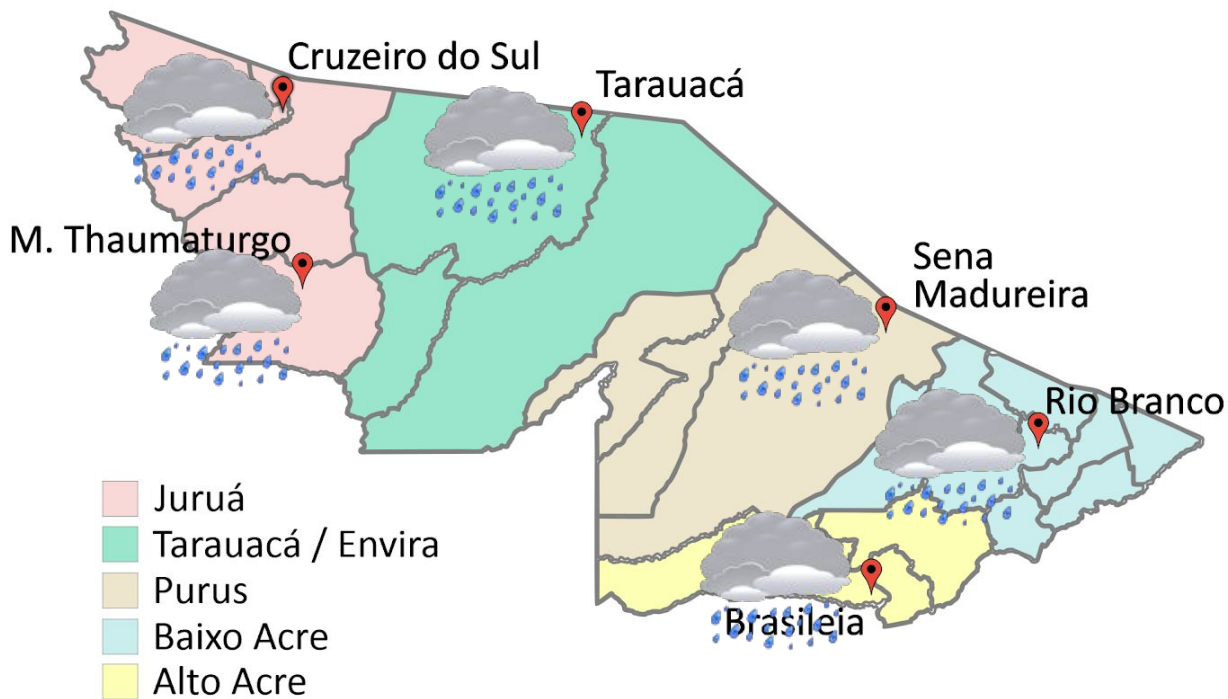 Cruzeiro do Sul
Tarauacá
M. Thaumaturgo
Sena
Madureira
Rio Branco
Brasileia
Juruá
Tarauacá / Envira
Purus
Baixo Acre
Alto Acre